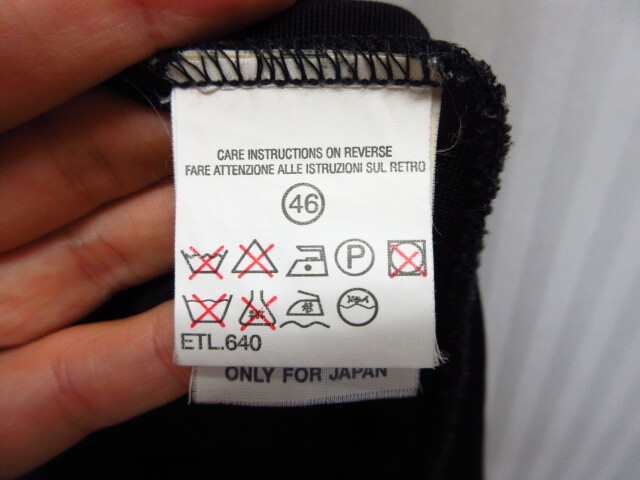 CARE INSTRUCTIONS ON REVERSE
FARE ATTENZIONE ALLE ISTRUZIONI SUL RETRO
46
P
ETL.640
ONLY FOR JAPAN